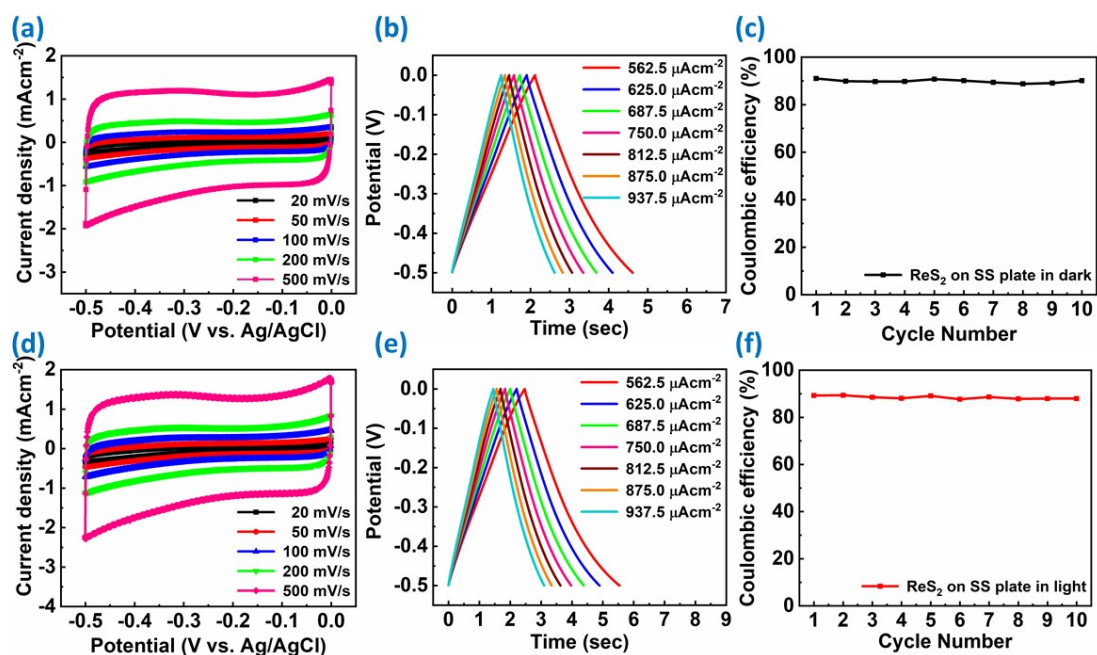 (a)
Current density (mAcm⁻²)
2
1
0
-1
-2
-3
-0.5 -0.4 -0.3 -0.2 -0.1 0.0
Potential (V vs. Ag/AgCl)
20 mV/s
50 mV/s
100 mV/s
200 mV/s
500 mV/s
(b)
Potential (V)
0.0
-0.1
-0.2
-0.3
-0.4
-0.5
0 1 2 3 4 5 6 7
Time (sec)
562.5 µAcm⁻²
625.0 µAcm⁻²
687.5 µAcm⁻²
750.0 µAcm⁻²
812.5 µAcm⁻²
875.0 µAcm⁻²
937.5 µAcm⁻²
(c)
Coulombic efficiency (%)
100
80
60
40
20
0
1 2 3 4 5 6 7 8 9 10
Cycle Number
ReS₂ on SS plate in dark
(d)
Current density (mAcm⁻²)
2
1
0
-1
-2
-3
-4
-0.5 -0.4 -0.3 -0.2 -0.1 0.0
Potential (V vs. Ag/AgCl)
20 mV/s
50 mV/s
100 mV/s
200 mV/s
500 mV/s
(e)
Potential (V)
0.0
-0.1
-0.2
-0.3
-0.4
-0.5
0 1 2 3 4 5 6 7 8 9
Time (sec)
562.5 µAcm⁻²
625.0 µAcm⁻²
687.5 µAcm⁻²
750.0 µAcm⁻²
812.5 µAcm⁻²
875.0 µAcm⁻²
937.5 µAcm⁻²
(f)
Coulombic efficiency (%)
100
80
60
40
20
0
1 2 3 4 5 6 7 8 9 10
Cycle Number
ReS₂ on SS plate in light